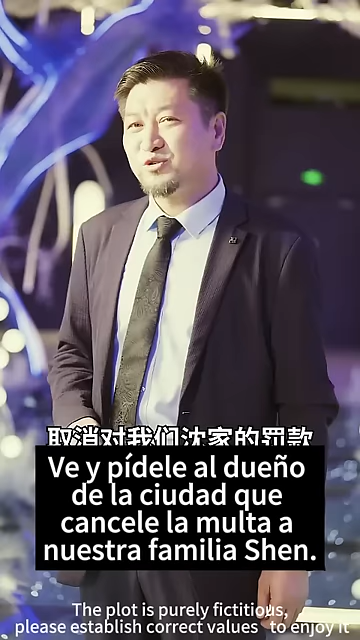 取消对我们沈家的罚款
Ve y pídele al dueño
de la ciudad que
cancele la multa a
nuestra familia Shen.
The plot is purely fictitious,
please establish correct values to enjoy it